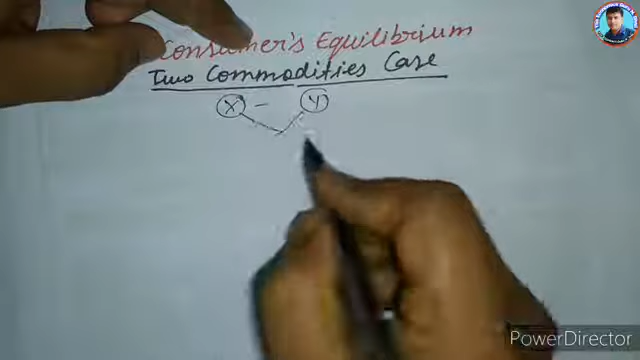 Consumer's Equilibrium
Two Commodities Case
X - Y
PowerDirector